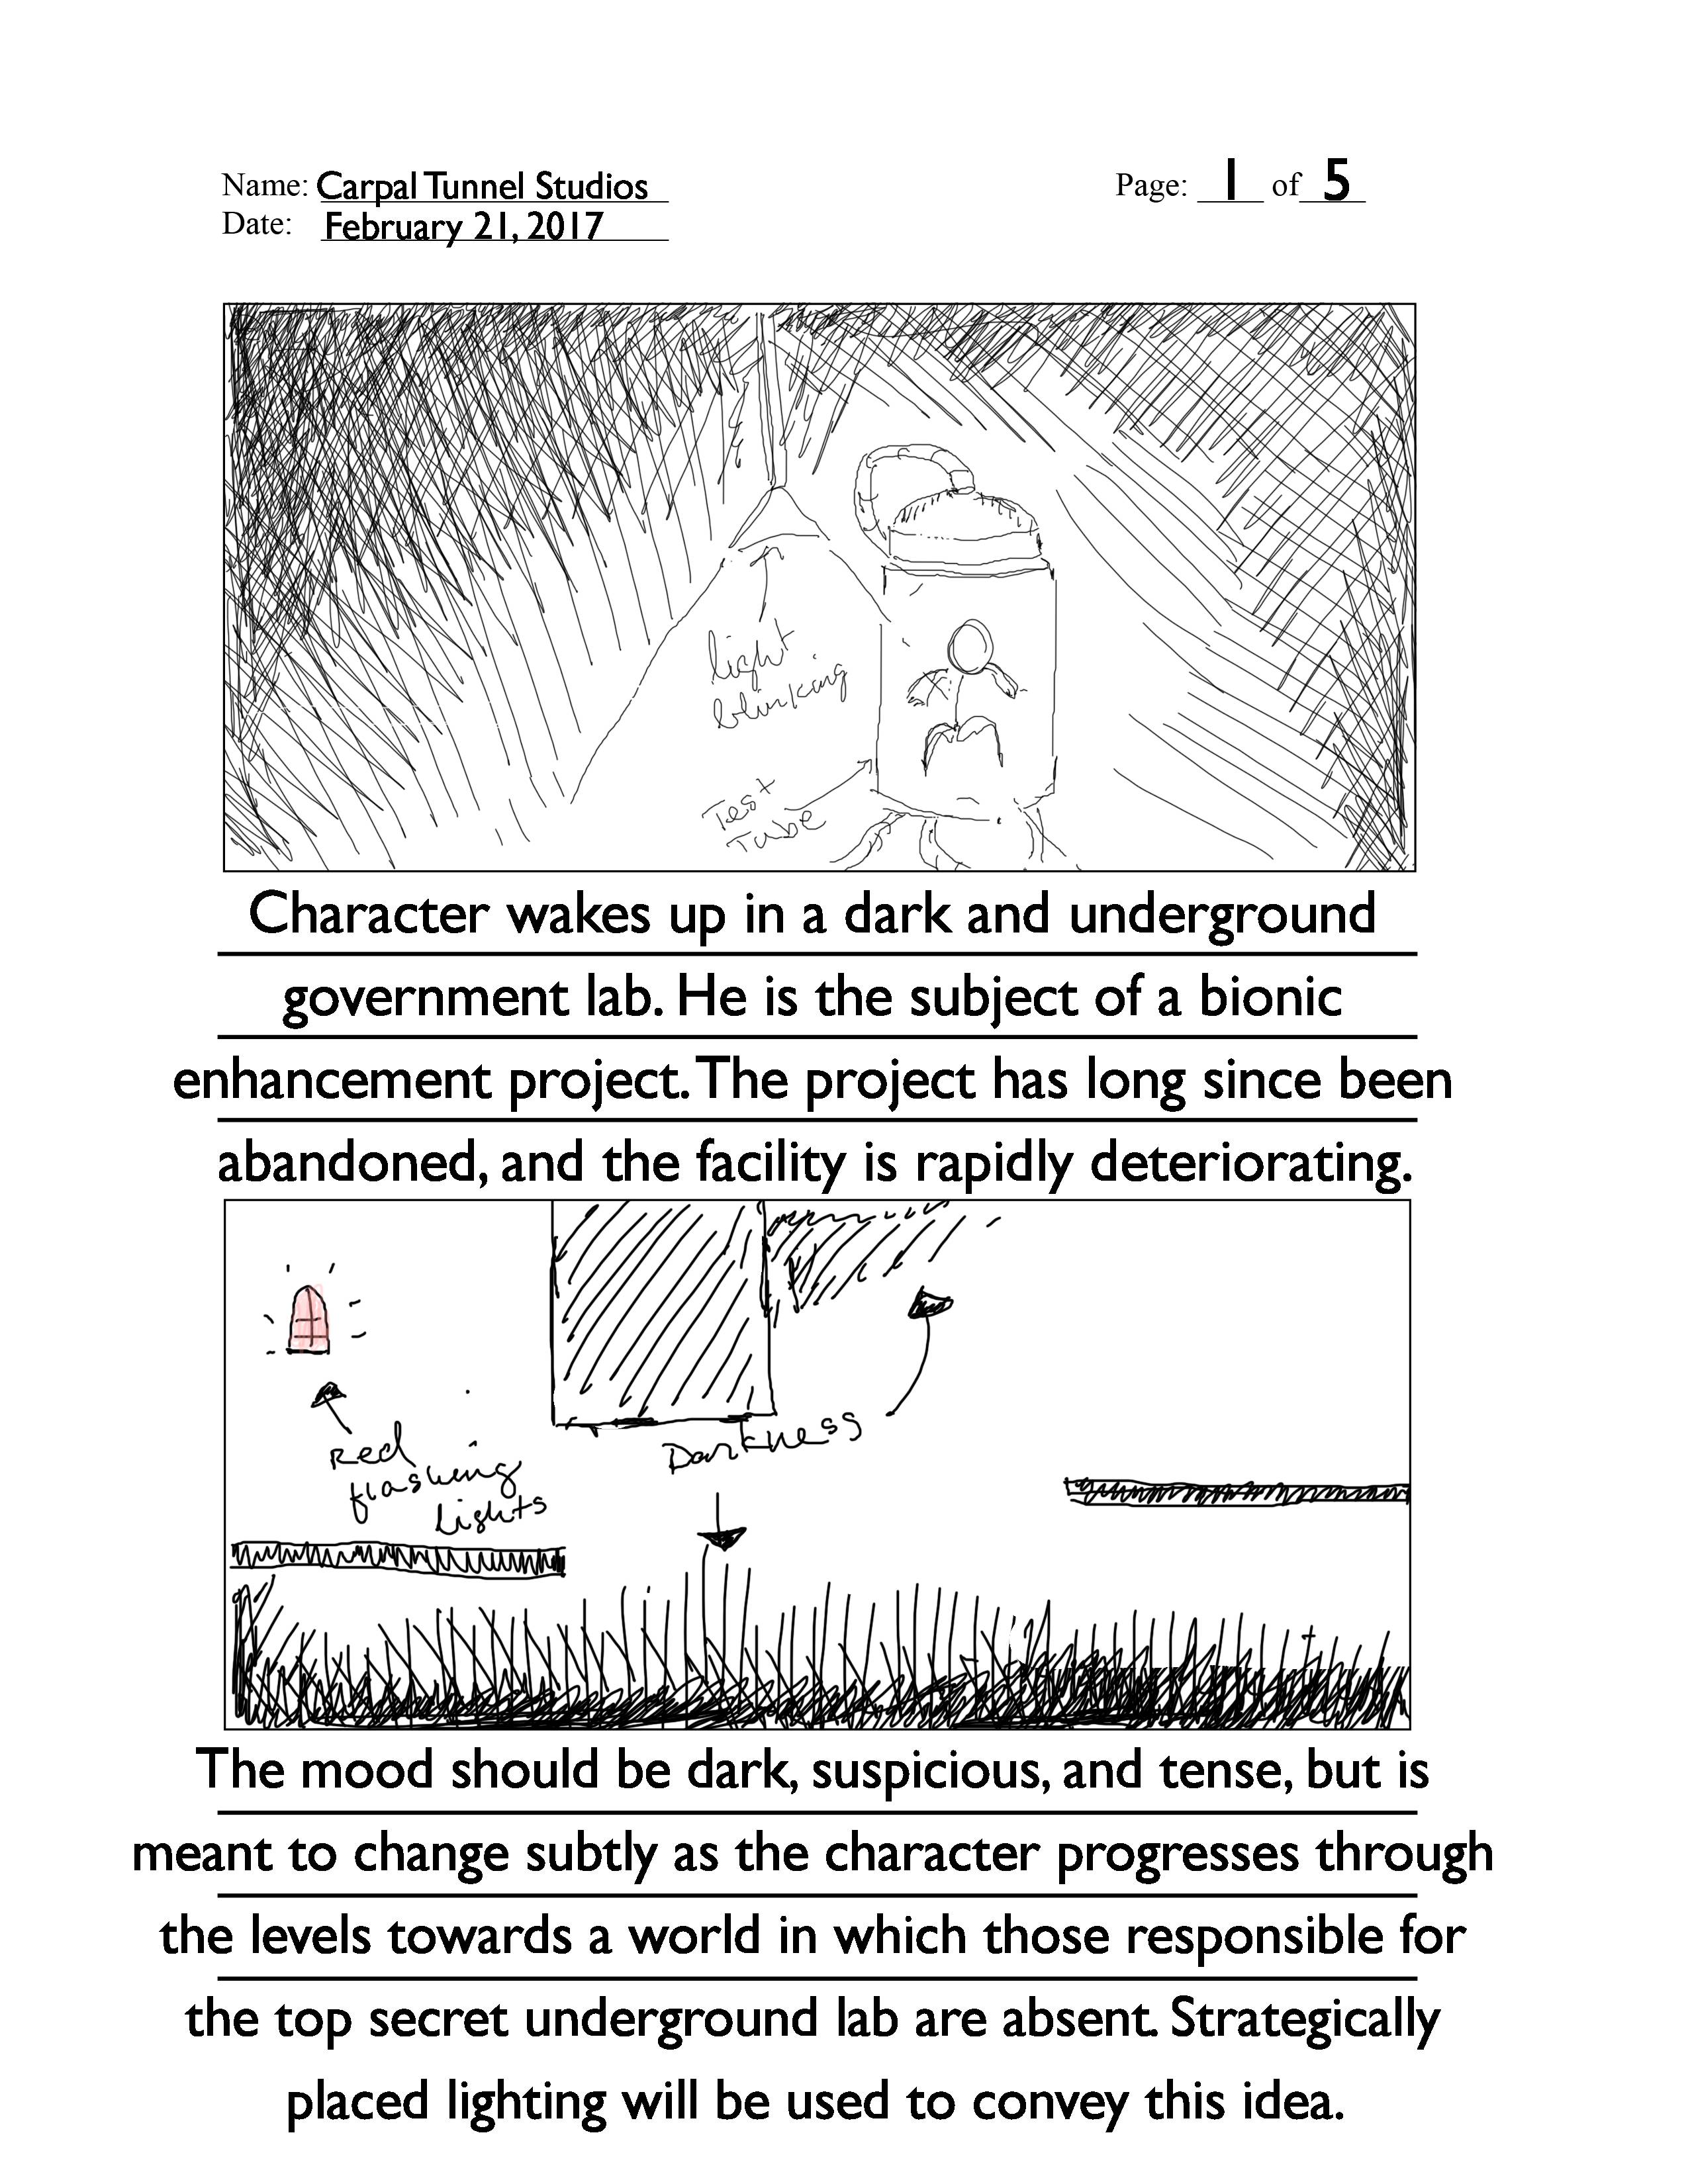 Name: Carpal Tunnel Studios
Page: 1 of 5
Date: February 21, 2017
light
blinking
Test
Tube
Character wakes up in a dark and underground
government lab. He is the subject of a bionic
enhancement project. The project has long since been
abandoned, and the facility is rapidly deteriorating.
Red
flashing
lights
Darkness
The mood should be dark, suspicious, and tense, but is
meant to change subtly as the character progresses through
the levels towards a world in which those responsible for
the top secret underground lab are absent. Strategically
placed lighting will be used to convey this idea.